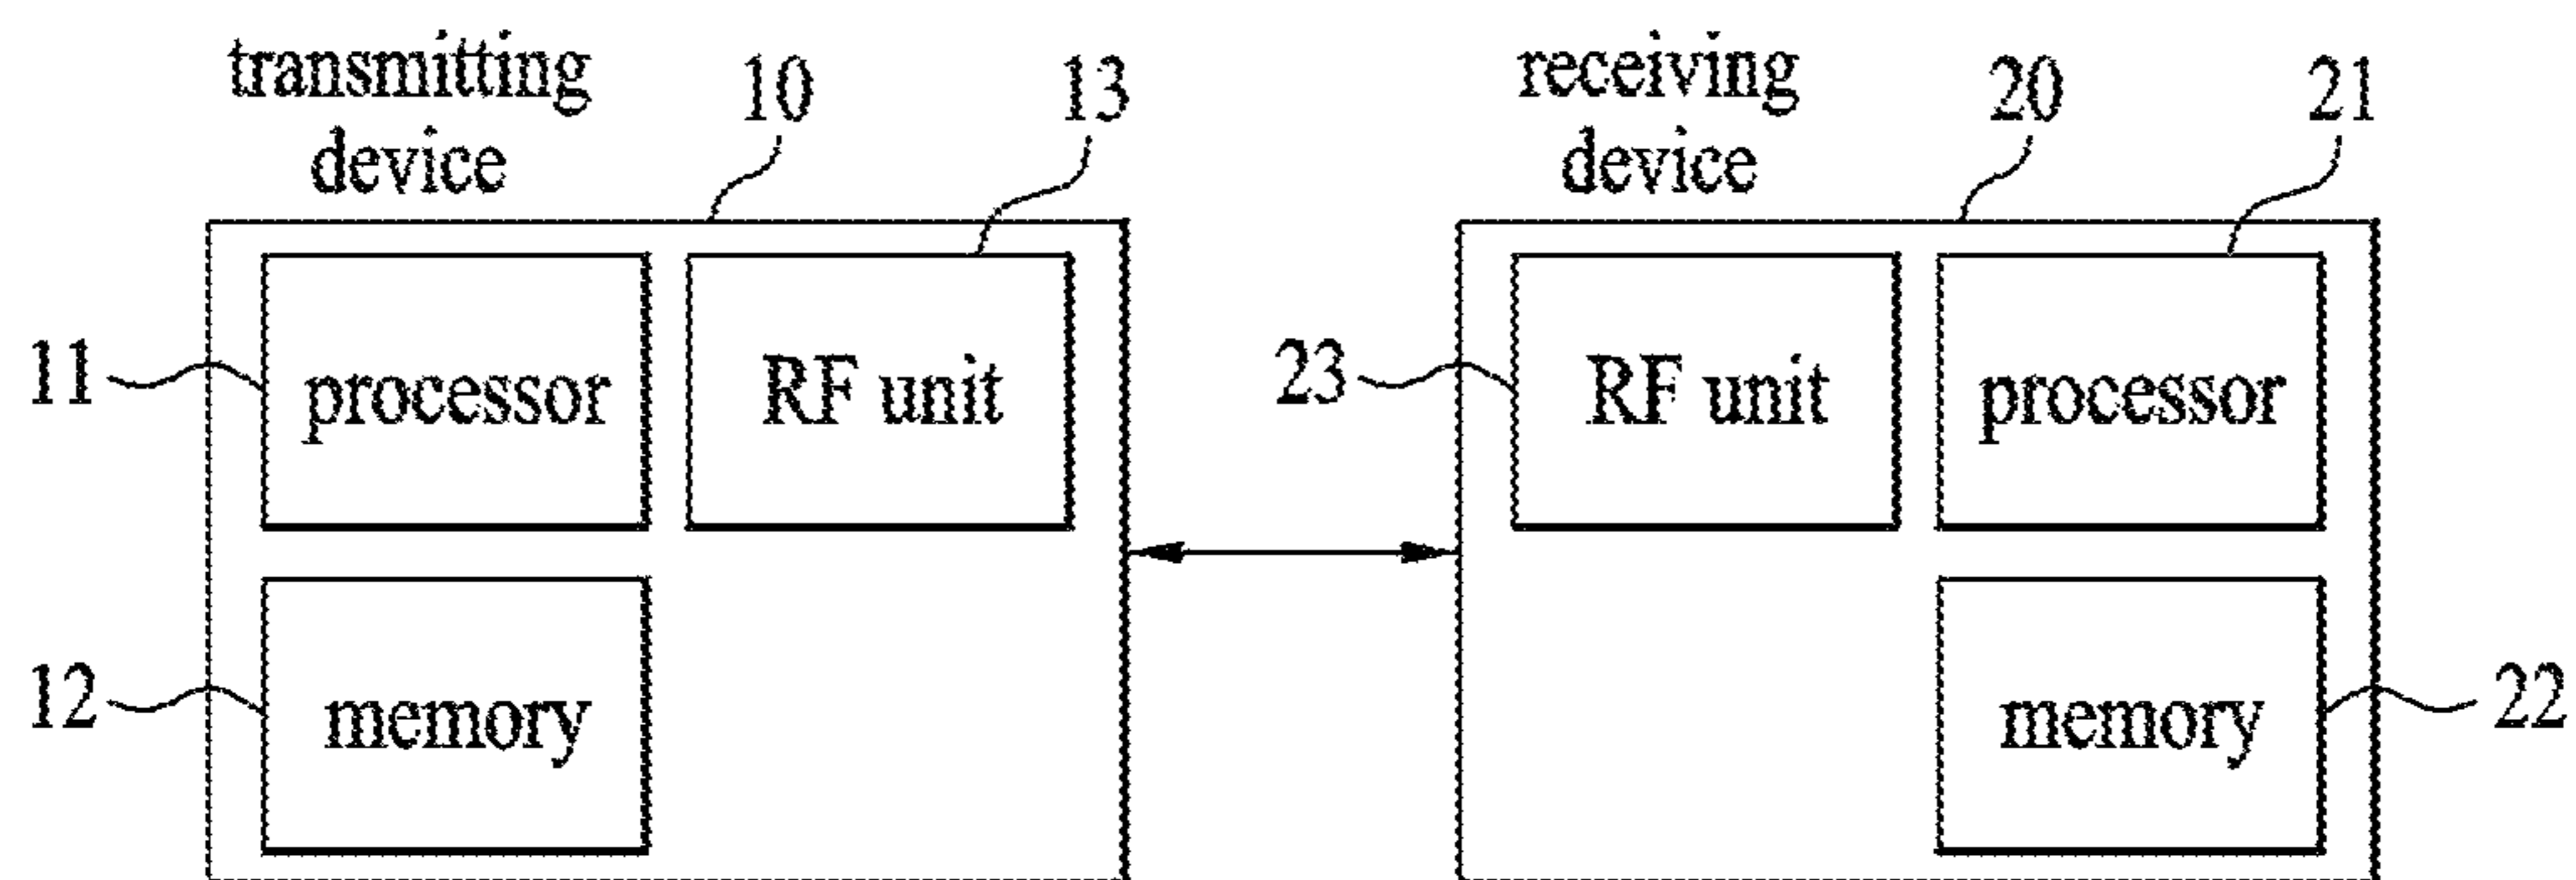 transmitting
device
10
13
receiving
device
20
21
11
processor
RF unit
23
RF unit
processor
12
memory
memory
22